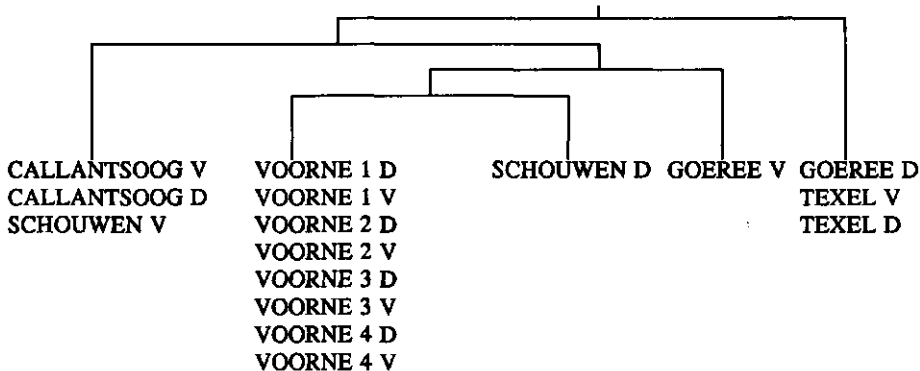 CALLANTSOOG V VOORNE 1 D SCHOUWEN D GOEREE V GOEREE D
CALLANTSOOG D VOORNE 1 V TEXEL V
SCHOUWEN V VOORNE 2 D TEXEL D
VOORNE 2 V
VOORNE 3 D
VOORNE 3 V
VOORNE 4 D
VOORNE 4 V